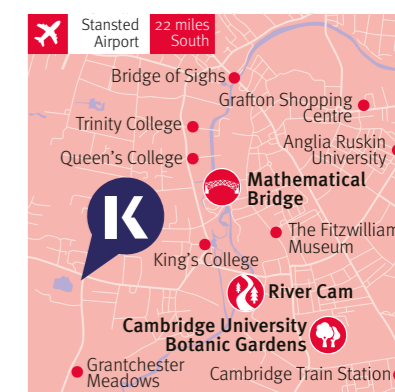 Stansted
Airport
22 miles
South
Bridge of Sighs
Grafton Shopping
Centre
Trinity College
Anglia Ruskin
University
Queen's College
Mathematical
Bridge
K
The Fitzwilliam
Museum
King's College
River Cam
Cambridge University
Botanic Gardens
Grantchester
Meadows
Cambridge Train Station